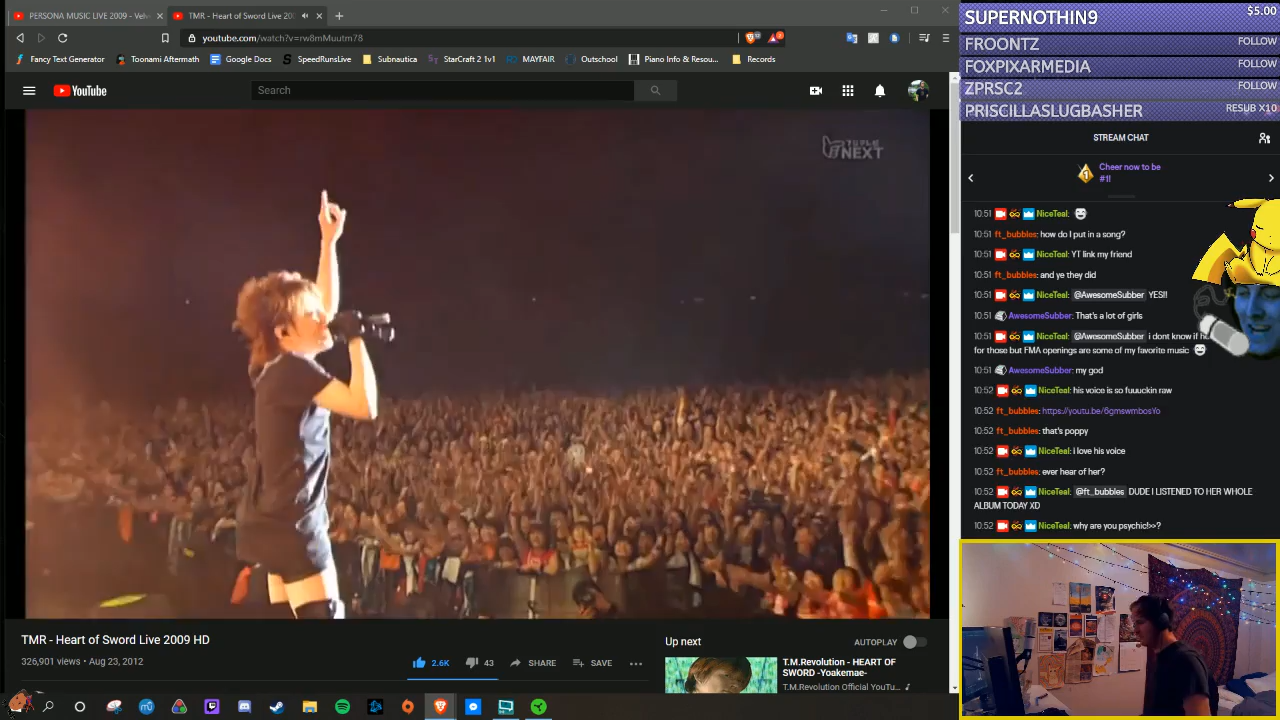 PERSONA MUSIC LIVE 2009 - Velv
TMR - Heart of Sword Live 200
youtube.com/watch?v=rw8mMuutm78
Fancy Text Generator
Toonami Aftermath
Google Docs
SpeedRunsLive
Subnautica
StarCraft 2 1v1
MAYFAIR
Outschool
Piano Info & Resou...
Records
YouTube
Search
NEXT
TMR - Heart of Sword Live 2009 HD
326,901 views • Aug 23, 2012
2.6K
43
SHARE
SAVE
Up next
AUTOPLAY
T.M.Revolution - HEART OF
SWORD -Yoakemae-
T.M.Revolution Official YouTu...
SUPERNOTHIN9 $5.00
FROONTZ FOLLOW
FOXPIXARMEDIA FOLLOW
ZPRSC2 FOLLOW
PRISCILLASLUGBASHER RESUB X10
STREAM CHAT
Cheer now to be
#1!
10:51 NiceTeal:
10:51 ft_bubbles: how do I put in a song?
10:51 NiceTeal: YT link my friend
10:51 ft_bubbles: and ye they did
10:51 NiceTeal: @AwesomeSubber YES!!
10:51 AwesomeSubber: That's a lot of girls
10:51 NiceTeal: @AwesomeSubber i dont know if h
for those but FMA openings are some of my favorite music
10:51 AwesomeSubber: my god
10:52 NiceTeal: his voice is so fuuuckin raw
10:52 ft_bubbles: https://youtu.be/6gmswmbosYo
10:52 ft_bubbles: that's poppy
10:52 NiceTeal: i love his voice
10:52 ft_bubbles: ever hear of her?
10:52 NiceTeal: @ft_bubbles DUDE I LISTENED TO HER WHOLE
ALBUM TODAY XD
10:52 NiceTeal: why are you psychic!>>?